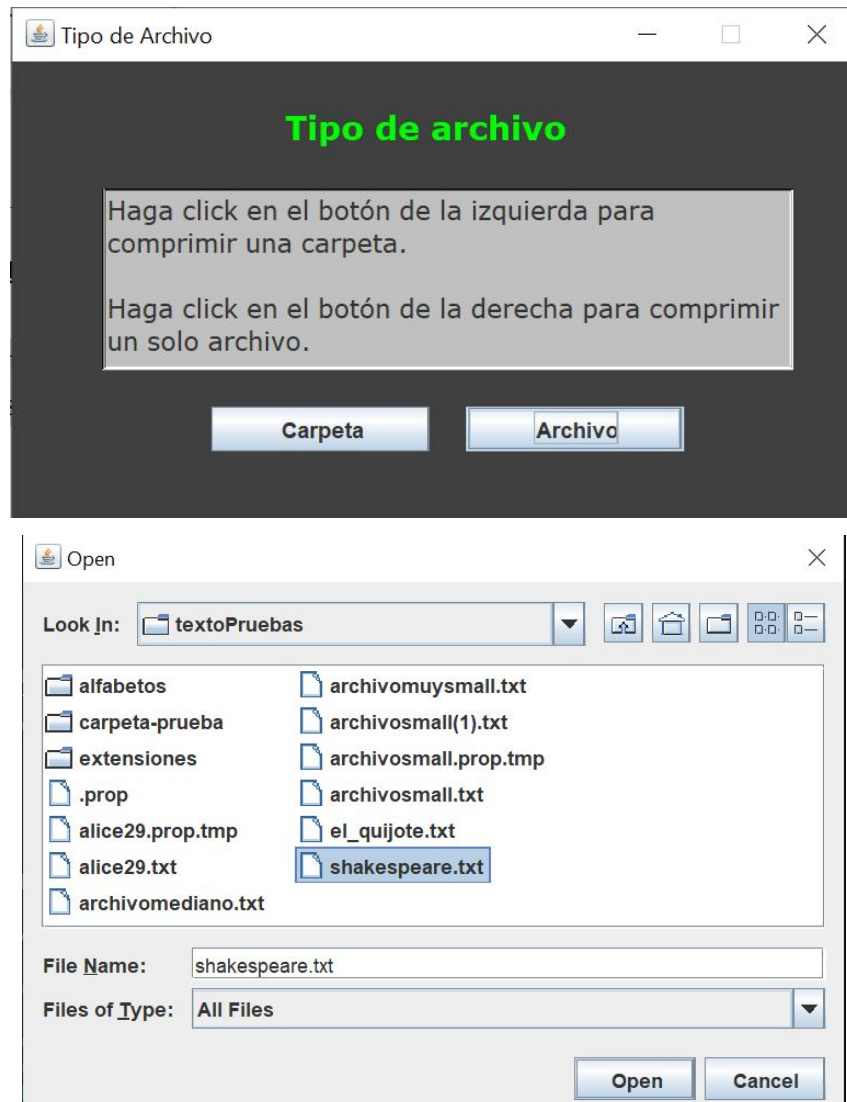 Tipo de Archivo
Tipo de archivo
Haga click en el botón de la izquierda para
comprimir una carpeta.
Haga click en el botón de la derecha para comprimir
un solo archivo.
Carpeta Archivo
Open
Look In: textoPruebas
alfabetos
carpeta-prueba
extensiones
.prop
alice29.prop.tmp
alice29.txt
archivomediano.txt
archivomuysmall.txt
archivosmall(1).txt
archivosmall.prop.tmp
archivosmall.txt
el_quijote.txt
shakespeare.txt
File Name: shakespeare.txt
Files of Type: All Files
Open Cancel